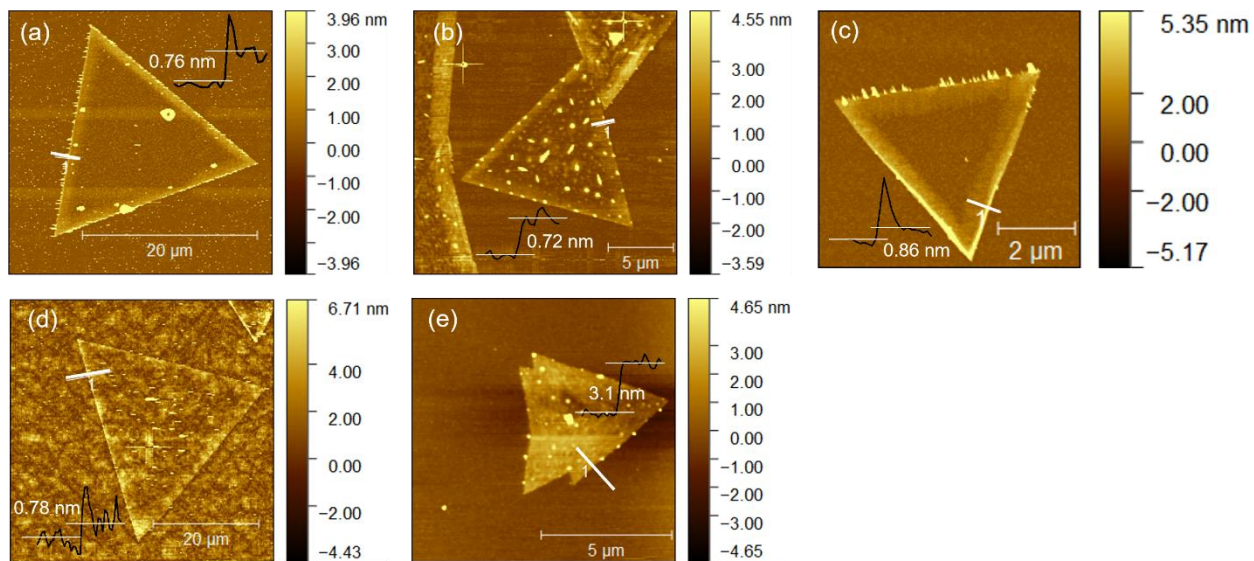 (a)
0.76 nm
20 µm
3.96 nm
3.00
2.00
1.00
0.00
−1.00
−2.00
−3.96
(b)
1
0.72 nm
5 µm
4.55 nm
3.00
2.00
1.00
0.00
−1.00
−2.00
−3.59
(c)
1
0.86 nm
2 µm
5.35 nm
2.00
0.00
−2.00
−5.17
(d)
1
0.78 nm
20 µm
6.71 nm
4.00
2.00
0.00
−2.00
−4.43
(e)
3.1 nm
1
5 µm
4.65 nm
3.00
2.00
1.00
0.00
−1.00
−2.00
−3.00
−4.65